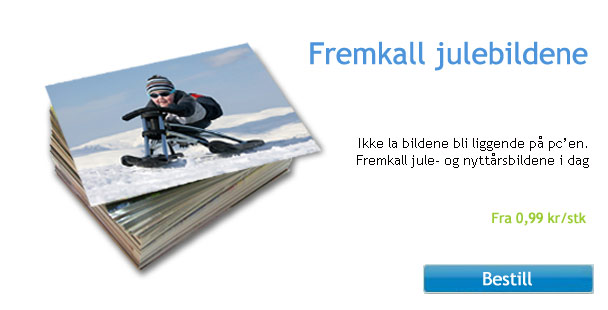 Fremkall julebildene
Ikke la bildene bli liggende på pc'en.
Fremkall jule- og nyttårsbildene i dag
Fra 0,99 kr/stk
Bestill